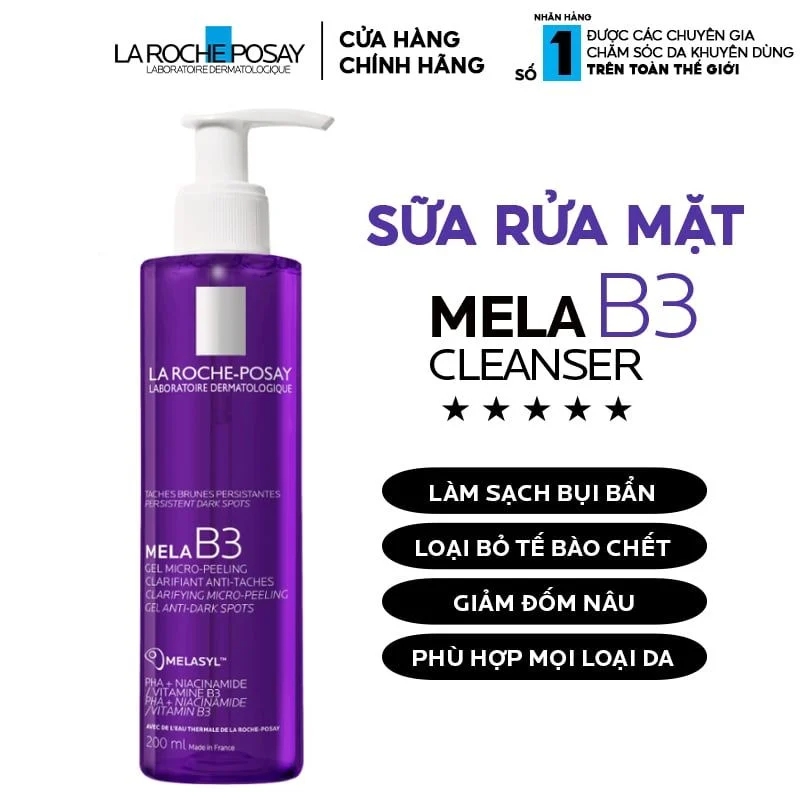 LA ROCHE POSAY
LABORATOIRE DERMATOLOGIQUE
CỬA HÀNG
CHÍNH HÃNG
NHÃN HÀNG
SỐ 1
ĐƯỢC CÁC CHUYÊN GIA
CHĂM SÓC DA KHUYÊN DÙNG
TRÊN TOÀN THẾ GIỚI
SỮA RỬA MẶT
MELA B3
CLEANSER
LÀM SẠCH BỤI BẨN
LOẠI BỎ TẾ BÀO CHẾT
GIẢM ĐỐM NÂU
PHÙ HỢP MỌI LOẠI DA
LA ROCHE-POSAY
LABORATOIRE DERMATOLOGIQUE
TACHES BRUNES PERSISTANTES
PERSISTENT DARK SPOTS
MELA B3
GEL MICRO-PEELING
CLARIFIANT ANTI-TACHES
CLARIFYING MICRO-PEELING
GEL ANTI-DARK SPOTS
MELASYL™
PHA + NIACINAMIDE
/VITAMINE B3
PHA + NIACINAMIDE
/VITAMIN B3
AVEC DE L'EAU THERMALE DE LA ROCHE-POSAY
200 ml Made in France